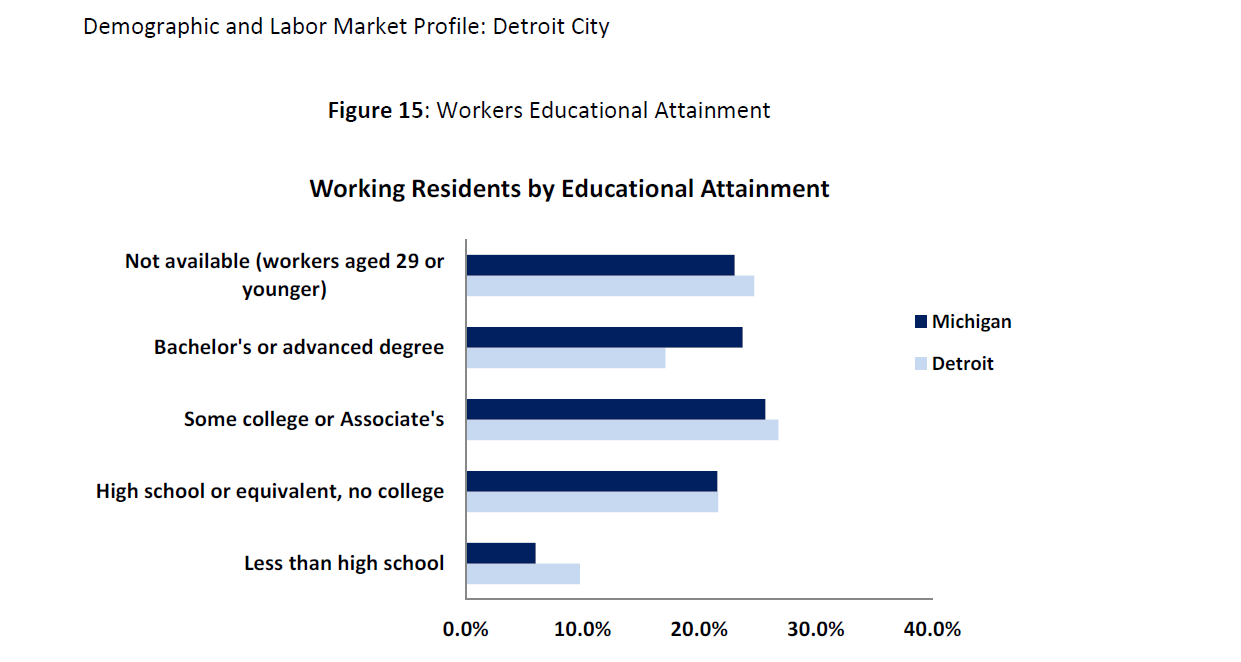 Demographic and Labor Market Profile: Detroit City
Figure 15: Workers Educational Attainment
Working Residents by Educational Attainment
Not available (workers aged 29 or
younger)
Bachelor's or advanced degree
Some college or Associate's
High school or equivalent, no college
Less than high school
Michigan
Detroit
0.0% 10.0% 20.0% 30.0% 40.0%